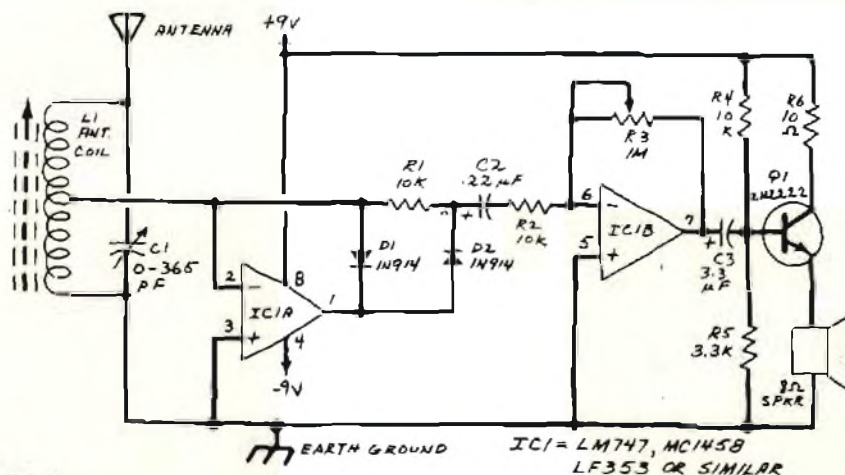 ANTENNA
+9V
L1
ANT.
COIL
C1
0-365
pF
R1
10K
C2
.22µF
R2
10K
D1
1N914
D2
1N914
2
-
3
+
8
1
4
IC1A
-9V
R3
1M
6
-
5
+
7
IC1B
+
+
C3
3.3
µF
R4
10
K
R6
10
Ω
Q1
2N2222
R5
3.3K
8Ω
SPKR
EARTH GROUND
IC1 = LM747, MC1458
LF353 OR SIMILAR